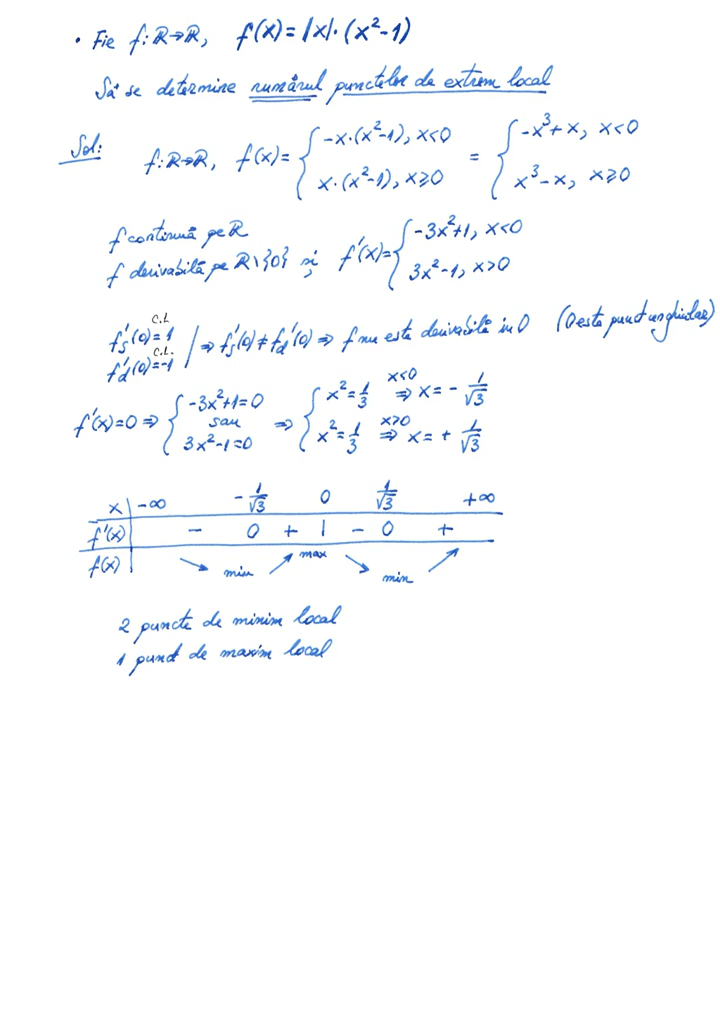 • Fie f: ℝ→ℝ, f(x) = |x|·(x²-1)
Să se determine numărul punctelor de extrem local
Sol: f: ℝ→ℝ, f(x) = { -x·(x²-1), x<0 ; x·(x²-1), x⩾0 = { -x³+x, x<0 ; x³-x, x⩾0
f continuă pe ℝ
f derivabilă pe ℝ\{0} și f'(x) = { -3x²+1, x<0 ; 3x²-1, x>0
f's(0) = 1 (C.L.) ; f'd(0) = -1 (C.L.) | ⇒ f's(0) ≠ f'd(0) ⇒ f nu este derivabilă în 0 (0 este punct unghiular)
f'(x)=0 ⇒ { -3x²+1=0 sau 3x²-1=0 ⇒ { x²=1/3 x<0 ⇒ x = - 1/√3 ; x²=1/3 x>0 ⇒ x = + 1/√3
x | -∞ -1/√3 0 1/√3 +∞
f'(x) | - 0 + | - 0 +
f(x) | ↘ min ↗ max ↘ min ↗
2 puncte de minim local
1 punct de maxim local